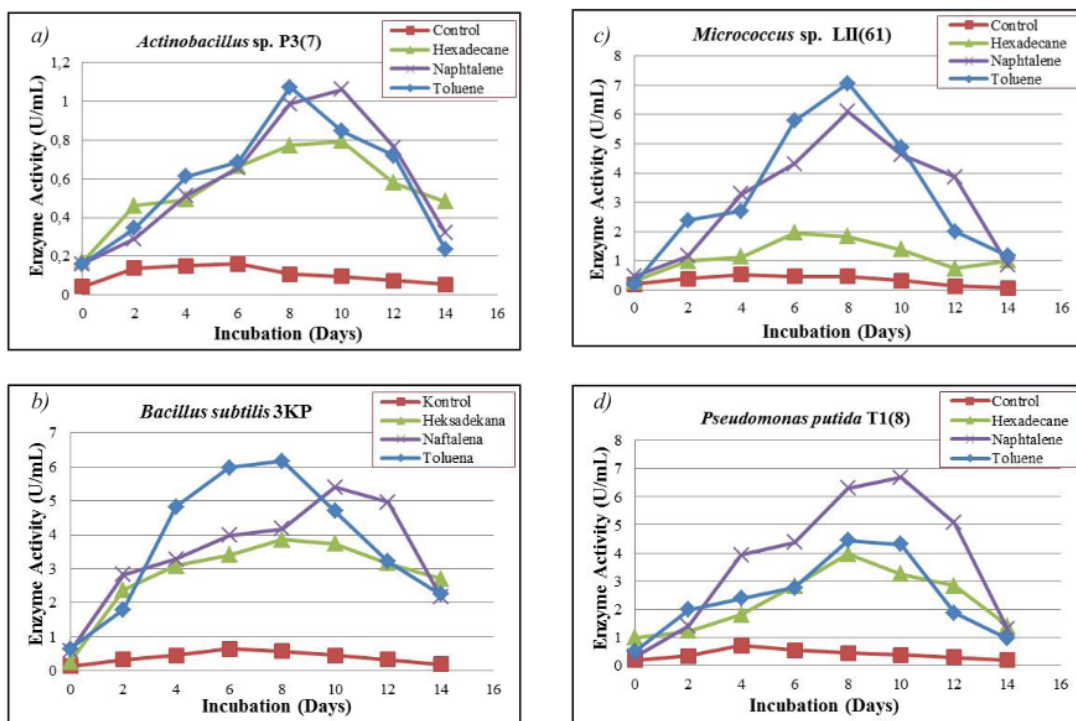 a)
Actinobacillus sp. P3(7)
Control
Hexadecane
Naphtalene
Toluene
Enzyme Activity (U/mL)
1,2
1
0,8
0,6
0,4
0,2
0
0 2 4 6 8 10 12 14 16
Incubation (Days)
c)
Micrococcus sp. LII(61)
Control
Hexadecane
Naphtalene
Toluene
Enzyme Activity (U/mL)
8
7
6
5
4
3
2
1
0
0 2 4 6 8 10 12 14 16
Incubation (Days)
b)
Bacillus subtilis 3KP
Kontrol
Heksadekana
Naftalena
Toluena
Enzyme Activity (U/mL)
7
6
5
4
3
2
1
0
0 2 4 6 8 10 12 14 16
Incubation (Days)
d)
Pseudomonas putida T1(8)
Control
Hexadecane
Naphtalene
Toluene
Enzyme Activity (U/mL)
8
7
6
5
4
3
2
1
0
0 2 4 6 8 10 12 14 16
Incubation (Days)